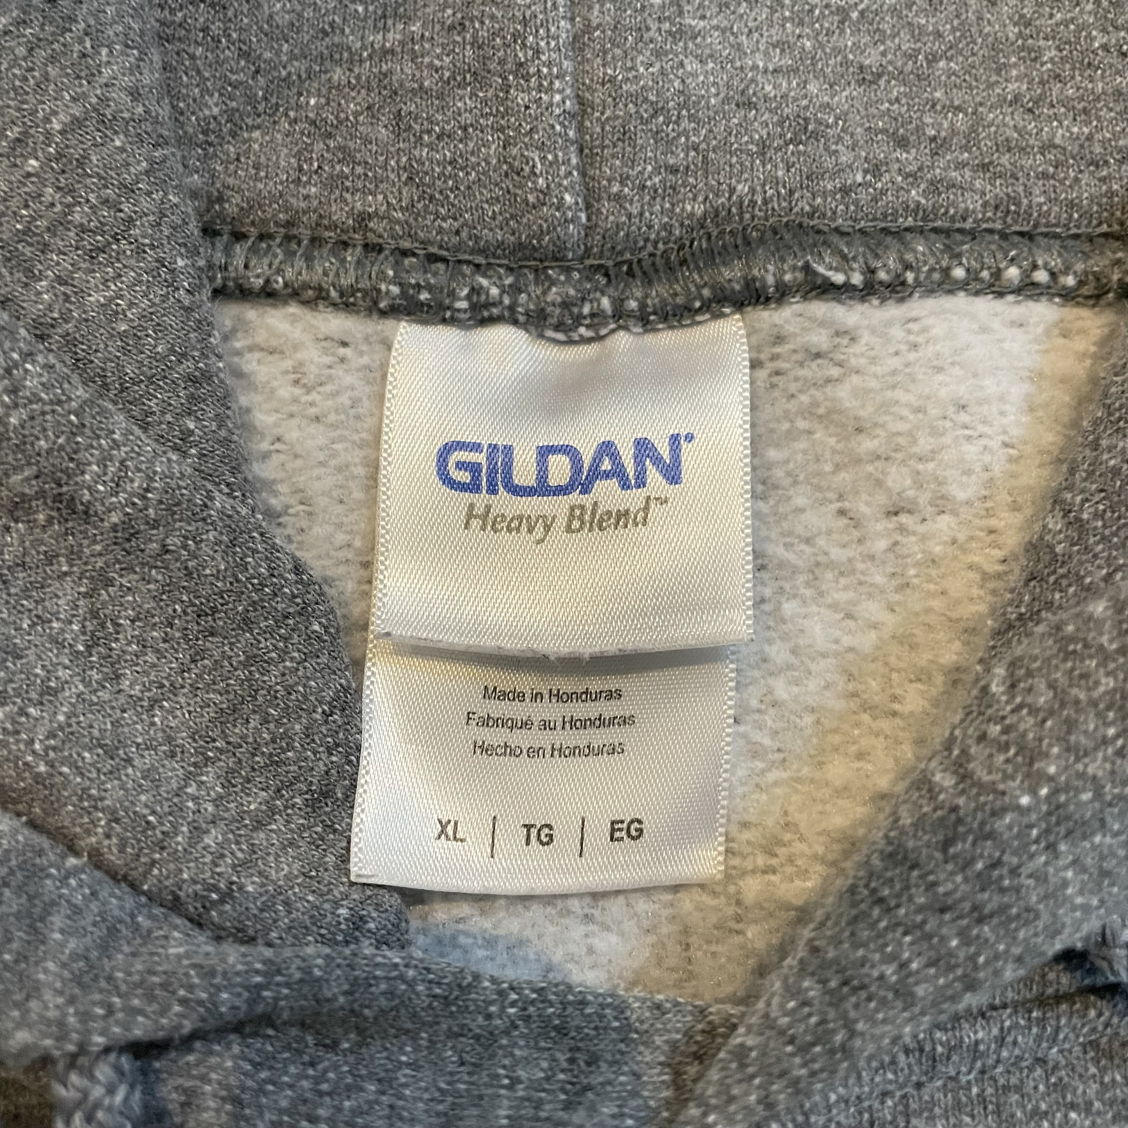 GILDAN®
Heavy Blend™
Made in Honduras
Fabriqué au Honduras
Hecho en Honduras
XL | TG | EG